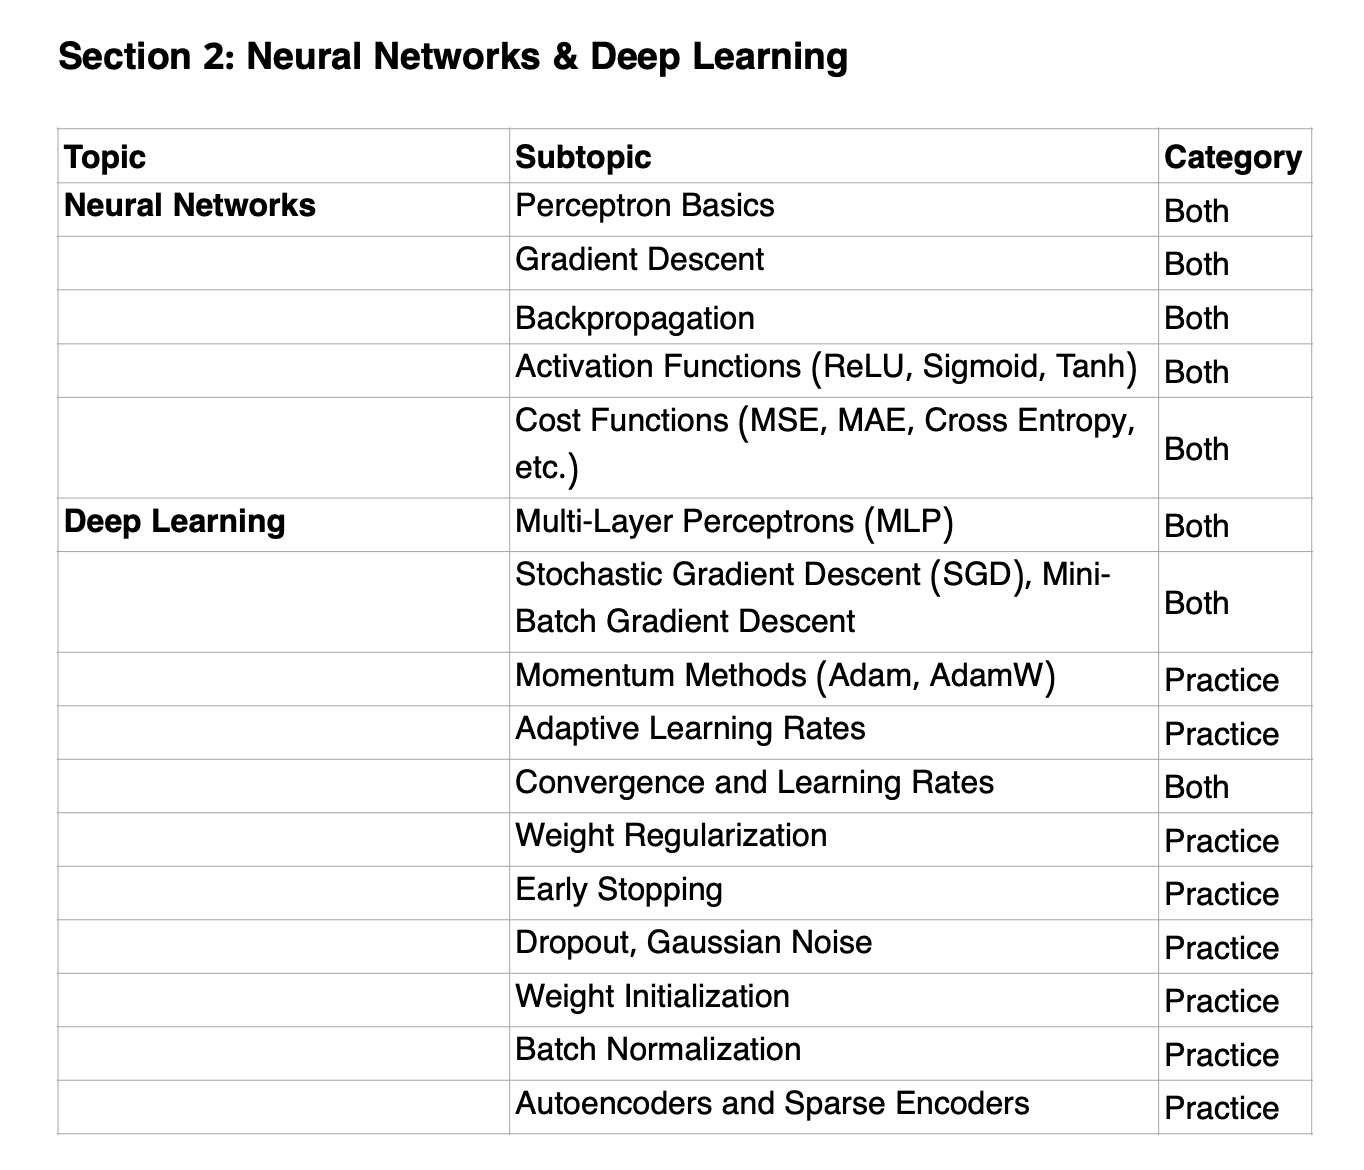 Section 2: Neural Networks & Deep Learning
Topic Subtopic Category
Neural Networks Perceptron Basics Both
Gradient Descent Both
Backpropagation Both
Activation Functions (ReLU, Sigmoid, Tanh) Both
Cost Functions (MSE, MAE, Cross Entropy,
etc.) Both
Deep Learning Multi-Layer Perceptrons (MLP) Both
Stochastic Gradient Descent (SGD), Mini-
Batch Gradient Descent Both
Momentum Methods (Adam, AdamW) Practice
Adaptive Learning Rates Practice
Convergence and Learning Rates Both
Weight Regularization Practice
Early Stopping Practice
Dropout, Gaussian Noise Practice
Weight Initialization Practice
Batch Normalization Practice
Autoencoders and Sparse Encoders Practice